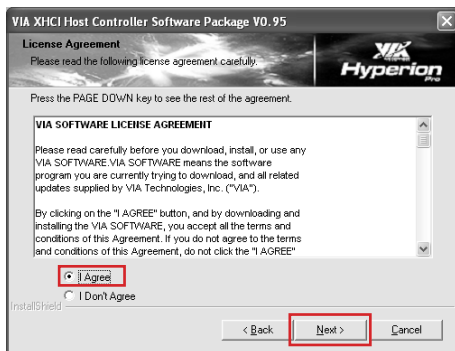 VIA XHCI Host Controller Software Package V0.95
License Agreement
Please read the following license agreement carefully.
VIA
Hyperion
Pro
Press the PAGE DOWN key to see the rest of the agreement.
VIA SOFTWARE LICENSE AGREEMENT
Please read carefully before you download, install, or use any
VIA SOFTWARE.VIA SOFTWARE means the software
program you are currently trying to download, and all related
updates supplied by VIA Technologies, Inc. ("VIA").
By clicking on the "I AGREE" button, and by downloading and
installing the VIA SOFTWARE, you accept all the terms and
conditions of this Agreement. If you do not agree to the terms
and conditions of this Agreement, do not click the "I AGREE"
I Agree
I Don't Agree
InstallShield
< Back
Next >
Cancel